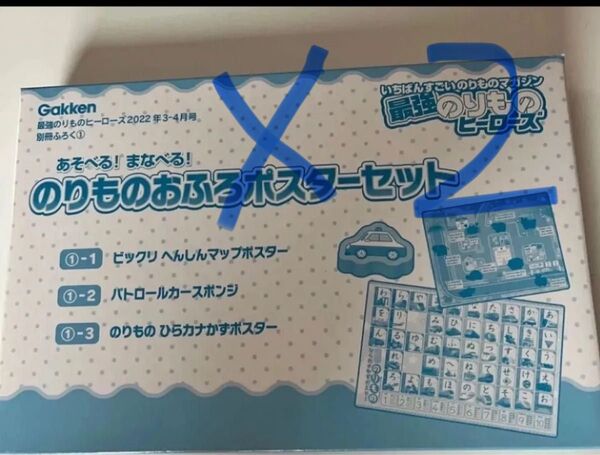 Gakken
最強のりものヒーローズ2022年3-4月号
別冊ふろく①
いちばんすごいのりものマガジン
最強のりもの
ヒーローズ
あそべる! まなべる!
のりもののおふろポスターセット
×2
①-1 ビックリ へんしんマップポスター
①-2 パトロールカースポンジ
①-3 のりもの ひらカナかずポスター